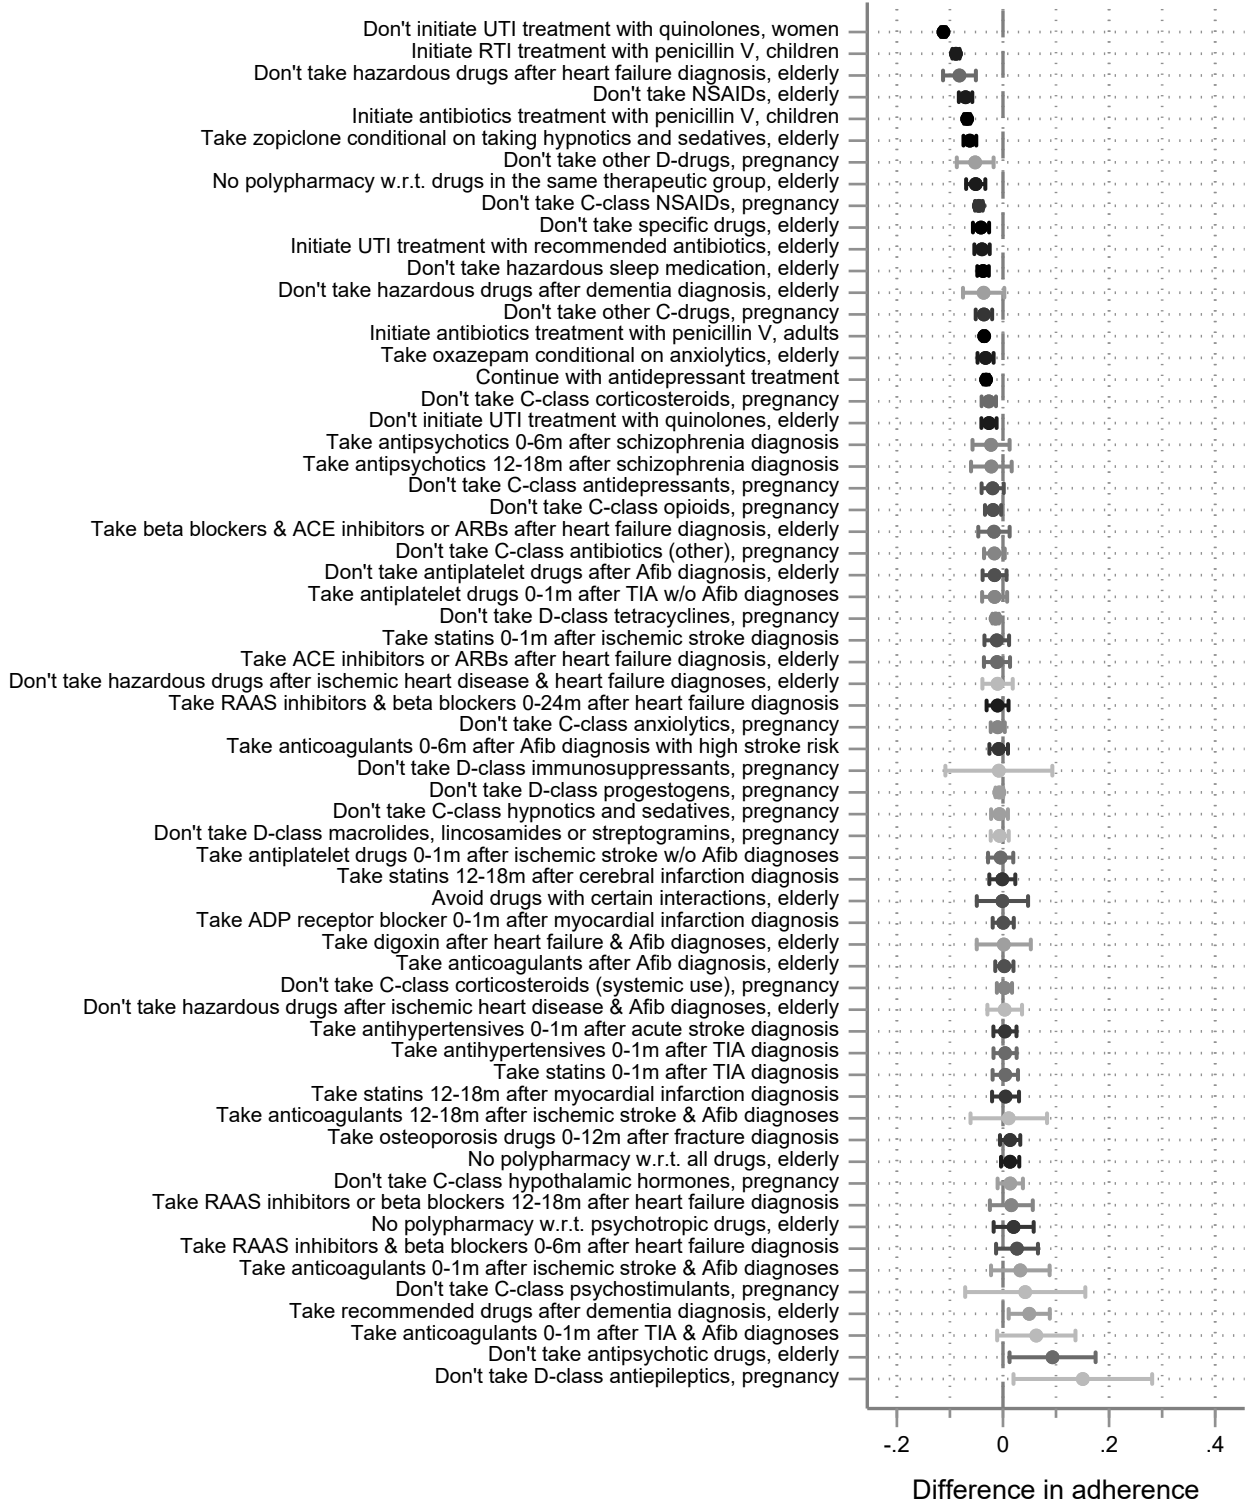 Don't initiate UTI treatment with quinolones, women
Initiate RTI treatment with penicillin V, children
Don't take hazardous drugs after heart failure diagnosis, elderly
Don't take NSAIDs, elderly
Initiate antibiotics treatment with penicillin V, children
Take zopiclone conditional on taking hypnotics and sedatives, elderly
Don't take other D-drugs, pregnancy
No polypharmacy w.r.t. drugs in the same therapeutic group, elderly
Don't take C-class NSAIDs, pregnancy
Don't take specific drugs, elderly
Initiate UTI treatment with recommended antibiotics, elderly
Don't take hazardous sleep medication, elderly
Don't take hazardous drugs after dementia diagnosis, elderly
Don't take other C-drugs, pregnancy
Initiate antibiotics treatment with penicillin V, adults
Take oxazepam conditional on anxiolytics, elderly
Continue with antidepressant treatment
Don't take C-class corticosteroids, pregnancy
Don't initiate UTI treatment with quinolones, elderly
Take antipsychotics 0-6m after schizophrenia diagnosis
Take antipsychotics 12-18m after schizophrenia diagnosis
Don't take C-class antidepressants, pregnancy
Don't take C-class opioids, pregnancy
Take beta blockers & ACE inhibitors or ARBs after heart failure diagnosis, elderly
Don't take C-class antibiotics (other), pregnancy
Don't take antiplatelet drugs after Afib diagnosis, elderly
Take antiplatelet drugs 0-1m after TIA w/o Afib diagnoses
Don't take D-class tetracyclines, pregnancy
Take statins 0-1m after ischemic stroke diagnosis
Take ACE inhibitors or ARBs after heart failure diagnosis, elderly
Don't take hazardous drugs after ischemic heart disease & heart failure diagnoses, elderly
Take RAAS inhibitors & beta blockers 0-24m after heart failure diagnosis
Don't take C-class anxiolytics, pregnancy
Take anticoagulants 0-6m after Afib diagnosis with high stroke risk
Don't take D-class immunosuppressants, pregnancy
Don't take D-class progestogens, pregnancy
Don't take C-class hypnotics and sedatives, pregnancy
Don't take D-class macrolides, lincosamides or streptogramins, pregnancy
Take antiplatelet drugs 0-1m after ischemic stroke w/o Afib diagnoses
Take statins 12-18m after cerebral infarction diagnosis
Avoid drugs with certain interactions, elderly
Take ADP receptor blocker 0-1m after myocardial infarction diagnosis
Take digoxin after heart failure & Afib diagnoses, elderly
Take anticoagulants after Afib diagnosis, elderly
Don't take C-class corticosteroids (systemic use), pregnancy
Don't take hazardous drugs after ischemic heart disease & Afib diagnoses, elderly
Take antihypertensives 0-1m after acute stroke diagnosis
Take antihypertensives 0-1m after TIA diagnosis
Take statins 0-1m after TIA diagnosis
Take statins 12-18m after myocardial infarction diagnosis
Take anticoagulants 12-18m after ischemic stroke & Afib diagnoses
Take osteoporosis drugs 0-12m after fracture diagnosis
No polypharmacy w.r.t. all drugs, elderly
Don't take C-class hypothalamic hormones, pregnancy
Take RAAS inhibitors or beta blockers 12-18m after heart failure diagnosis
No polypharmacy w.r.t. psychotropic drugs, elderly
Take RAAS inhibitors & beta blockers 0-6m after heart failure diagnosis
Take anticoagulants 0-1m after ischemic stroke & Afib diagnoses
Don't take C-class psychostimulants, pregnancy
Take recommended drugs after dementia diagnosis, elderly
Take anticoagulants 0-1m after TIA & Afib diagnoses
Don't take antipsychotic drugs, elderly
Don't take D-class antiepileptics, pregnancy
-.2 0 .2 .4
Difference in adherence